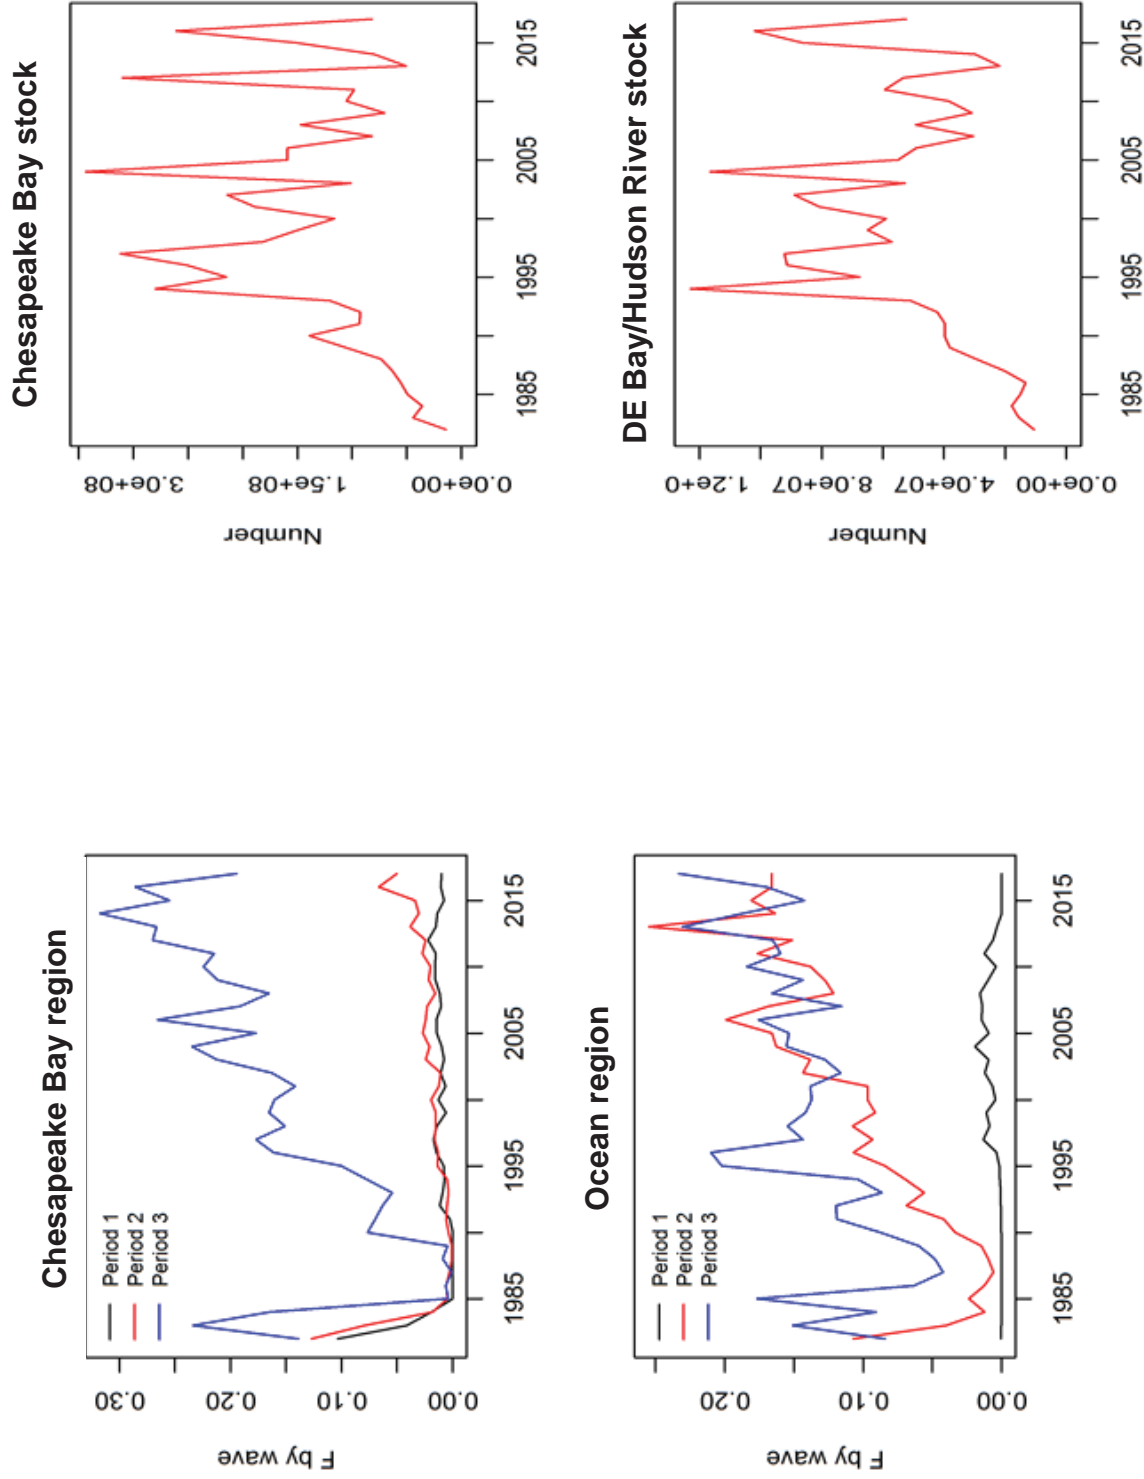 Chesapeake Bay region
F by wave
0.00
0.10
0.20
0.30
Period 1
Period 2
Period 3
1985
1995
2005
2015
Chesapeake Bay stock
Number
0.0e+00
1.5e+08
3.0e+08
1985
1995
2005
2015
Ocean region
F by wave
0.00
0.10
0.20
Period 1
Period 2
Period 3
1985
1995
2005
2015
DE Bay/Hudson River stock
Number
0.0e+00
4.0e+07
8.0e+07
1.2e+0
1985
1995
2005
2015